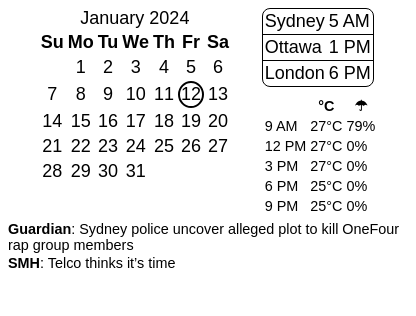 January 2024
Su Mo Tu We Th Fr Sa
1 2 3 4 5 6
7 8 9 10 11 12 13
14 15 16 17 18 19 20
21 22 23 24 25 26 27
28 29 30 31
Sydney 5 AM
Ottawa 1 PM
London 6 PM
°C ☂
9 AM 27°C 79%
12 PM 27°C 0%
3 PM 27°C 0%
6 PM 25°C 0%
9 PM 25°C 0%
Guardian: Sydney police uncover alleged plot to kill OneFour
rap group members
SMH: Telco thinks it’s time